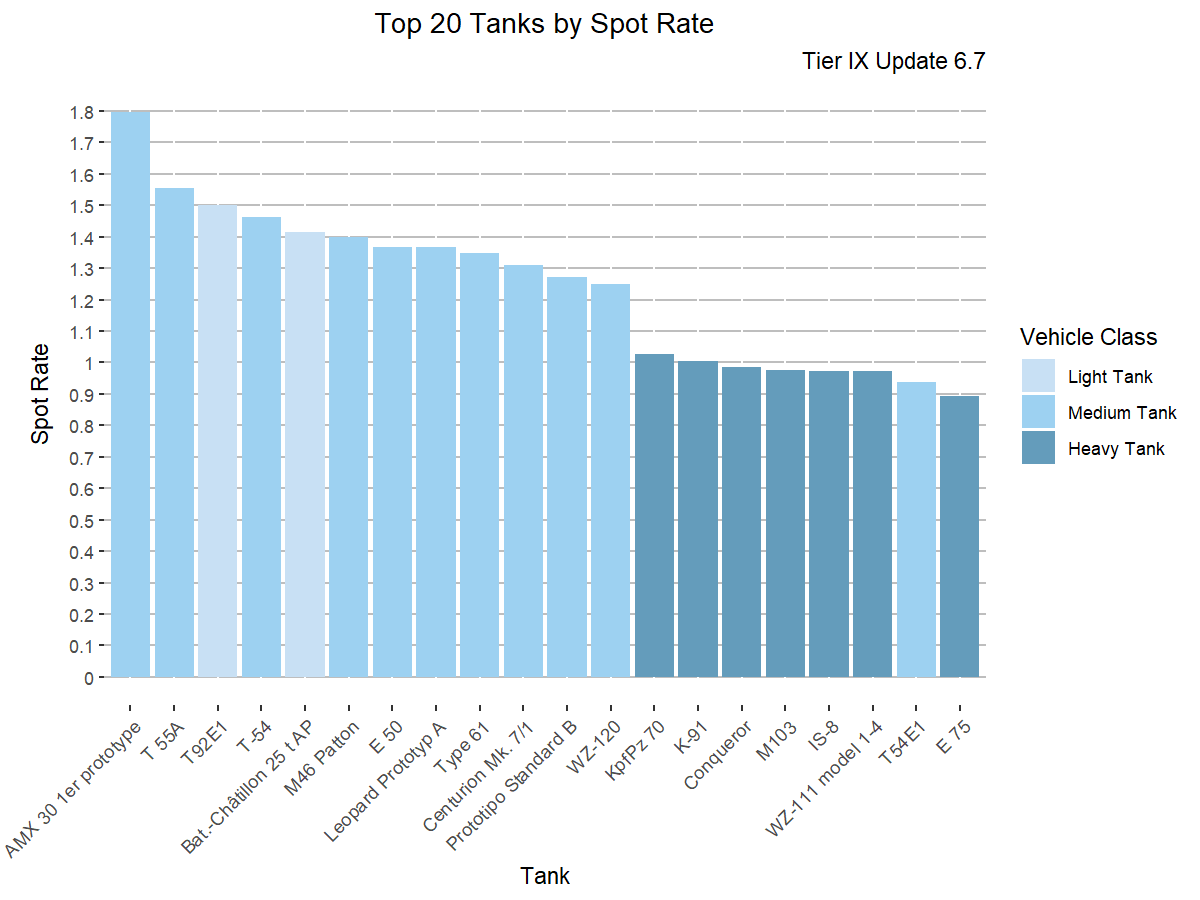 Top 20 Tanks by Spot Rate
Tier IX Update 6.7
Spot Rate
1.8
1.7
1.6
1.5
1.4
1.3
1.2
1.1
1
0.9
0.8
0.7
0.6
0.5
0.4
0.3
0.2
0.1
0
AMX 30 1er prototype
T 55A
T92E1
T-54
Bat.-Châtillon 25 t AP
M46 Patton
E 50
Leopard Prototyp A
Type 61
Centurion Mk. 7/1
Prototipo Standard B
WZ-120
KpfPz 70
K-91
Conqueror
M103
IS-8
WZ-111 model 1-4
T54E1
E 75
Tank
Vehicle Class
Light Tank
Medium Tank
Heavy Tank